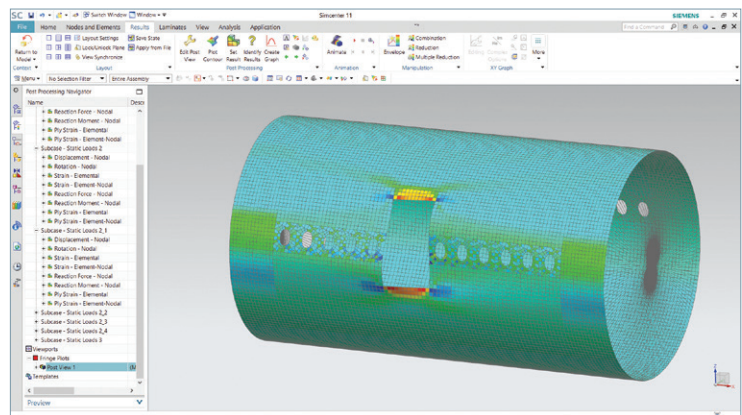 SC
Switch Window
Window
Simcenter 11
SIEMENS
File
Home
Nodes and Elements
Results
Laminates
View
Analysis
Application
Find a Command
Return to Model
Layout Settings
Save State
Lock/Unlock Plane
Apply from File
View Synchronize
Edit Post View
Post Contour
Set Result
Identify Results
Create Graph
Animate
Envelope
Combination
Reduction
Multiple Reduction
Editing
More
Context
Layout
Post Processing
Animation
Manipulation
XY Graph
Menu
No Selection Filter
Entire Assembly
Post Processing Navigator
Name
Descr
+ Reaction Force - Nodal
+ Reaction Moment - Nodal
+ Ply Strain - Elemental
+ Ply Strain - Element-Nodal
- Subcase - Static Loads 2
+ Displacement - Nodal
+ Rotation - Nodal
+ Strain - Elemental
+ Strain - Element-Nodal
+ Reaction Force - Nodal
+ Reaction Moment - Nodal
+ Ply Strain - Elemental
+ Ply Strain - Element-Nodal
- Subcase - Static Loads 2_1
+ Displacement - Nodal
+ Rotation - Nodal
+ Strain - Elemental
+ Strain - Element-Nodal
+ Reaction Force - Nodal
+ Reaction Moment - Nodal
+ Ply Strain - Elemental
+ Ply Strain - Element-Nodal
+ Subcase - Static Loads 2_2
+ Subcase - Static Loads 2_3
+ Subcase - Static Loads 2_4
+ Subcase - Static Loads 3
Viewports
- Fringe Plots
+ Post View 1
Templates
Preview